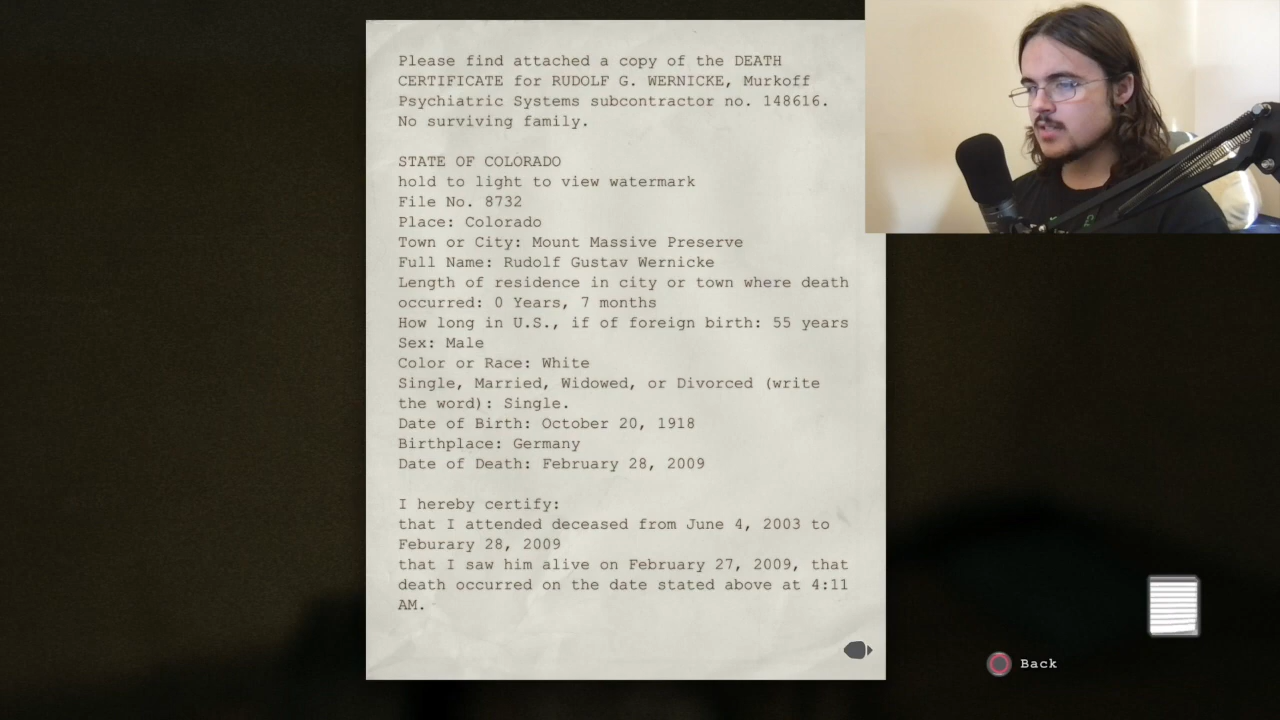 Please find attached a copy of the DEATH
CERTIFICATE for RUDOLF G. WERNICKE, Murkoff
Psychiatric Systems subcontractor no. 148616.
No surviving family.
STATE OF COLORADO
hold to light to view watermark
File No. 8732
Place: Colorado
Town or City: Mount Massive Preserve
Full Name: Rudolf Gustav Wernicke
Length of residence in city or town where death
occurred: 0 Years, 7 months
How long in U.S., if of foreign birth: 55 years
Sex: Male
Color or Race: White
Single, Married, Widowed, or Divorced (write
the word): Single.
Date of Birth: October 20, 1918
Birthplace: Germany
Date of Death: February 28, 2009
I hereby certify:
that I attended deceased from June 4, 2003 to
Feburary 28, 2009
that I saw him alive on February 27, 2009, that
death occurred on the date stated above at 4:11
AM.
Back